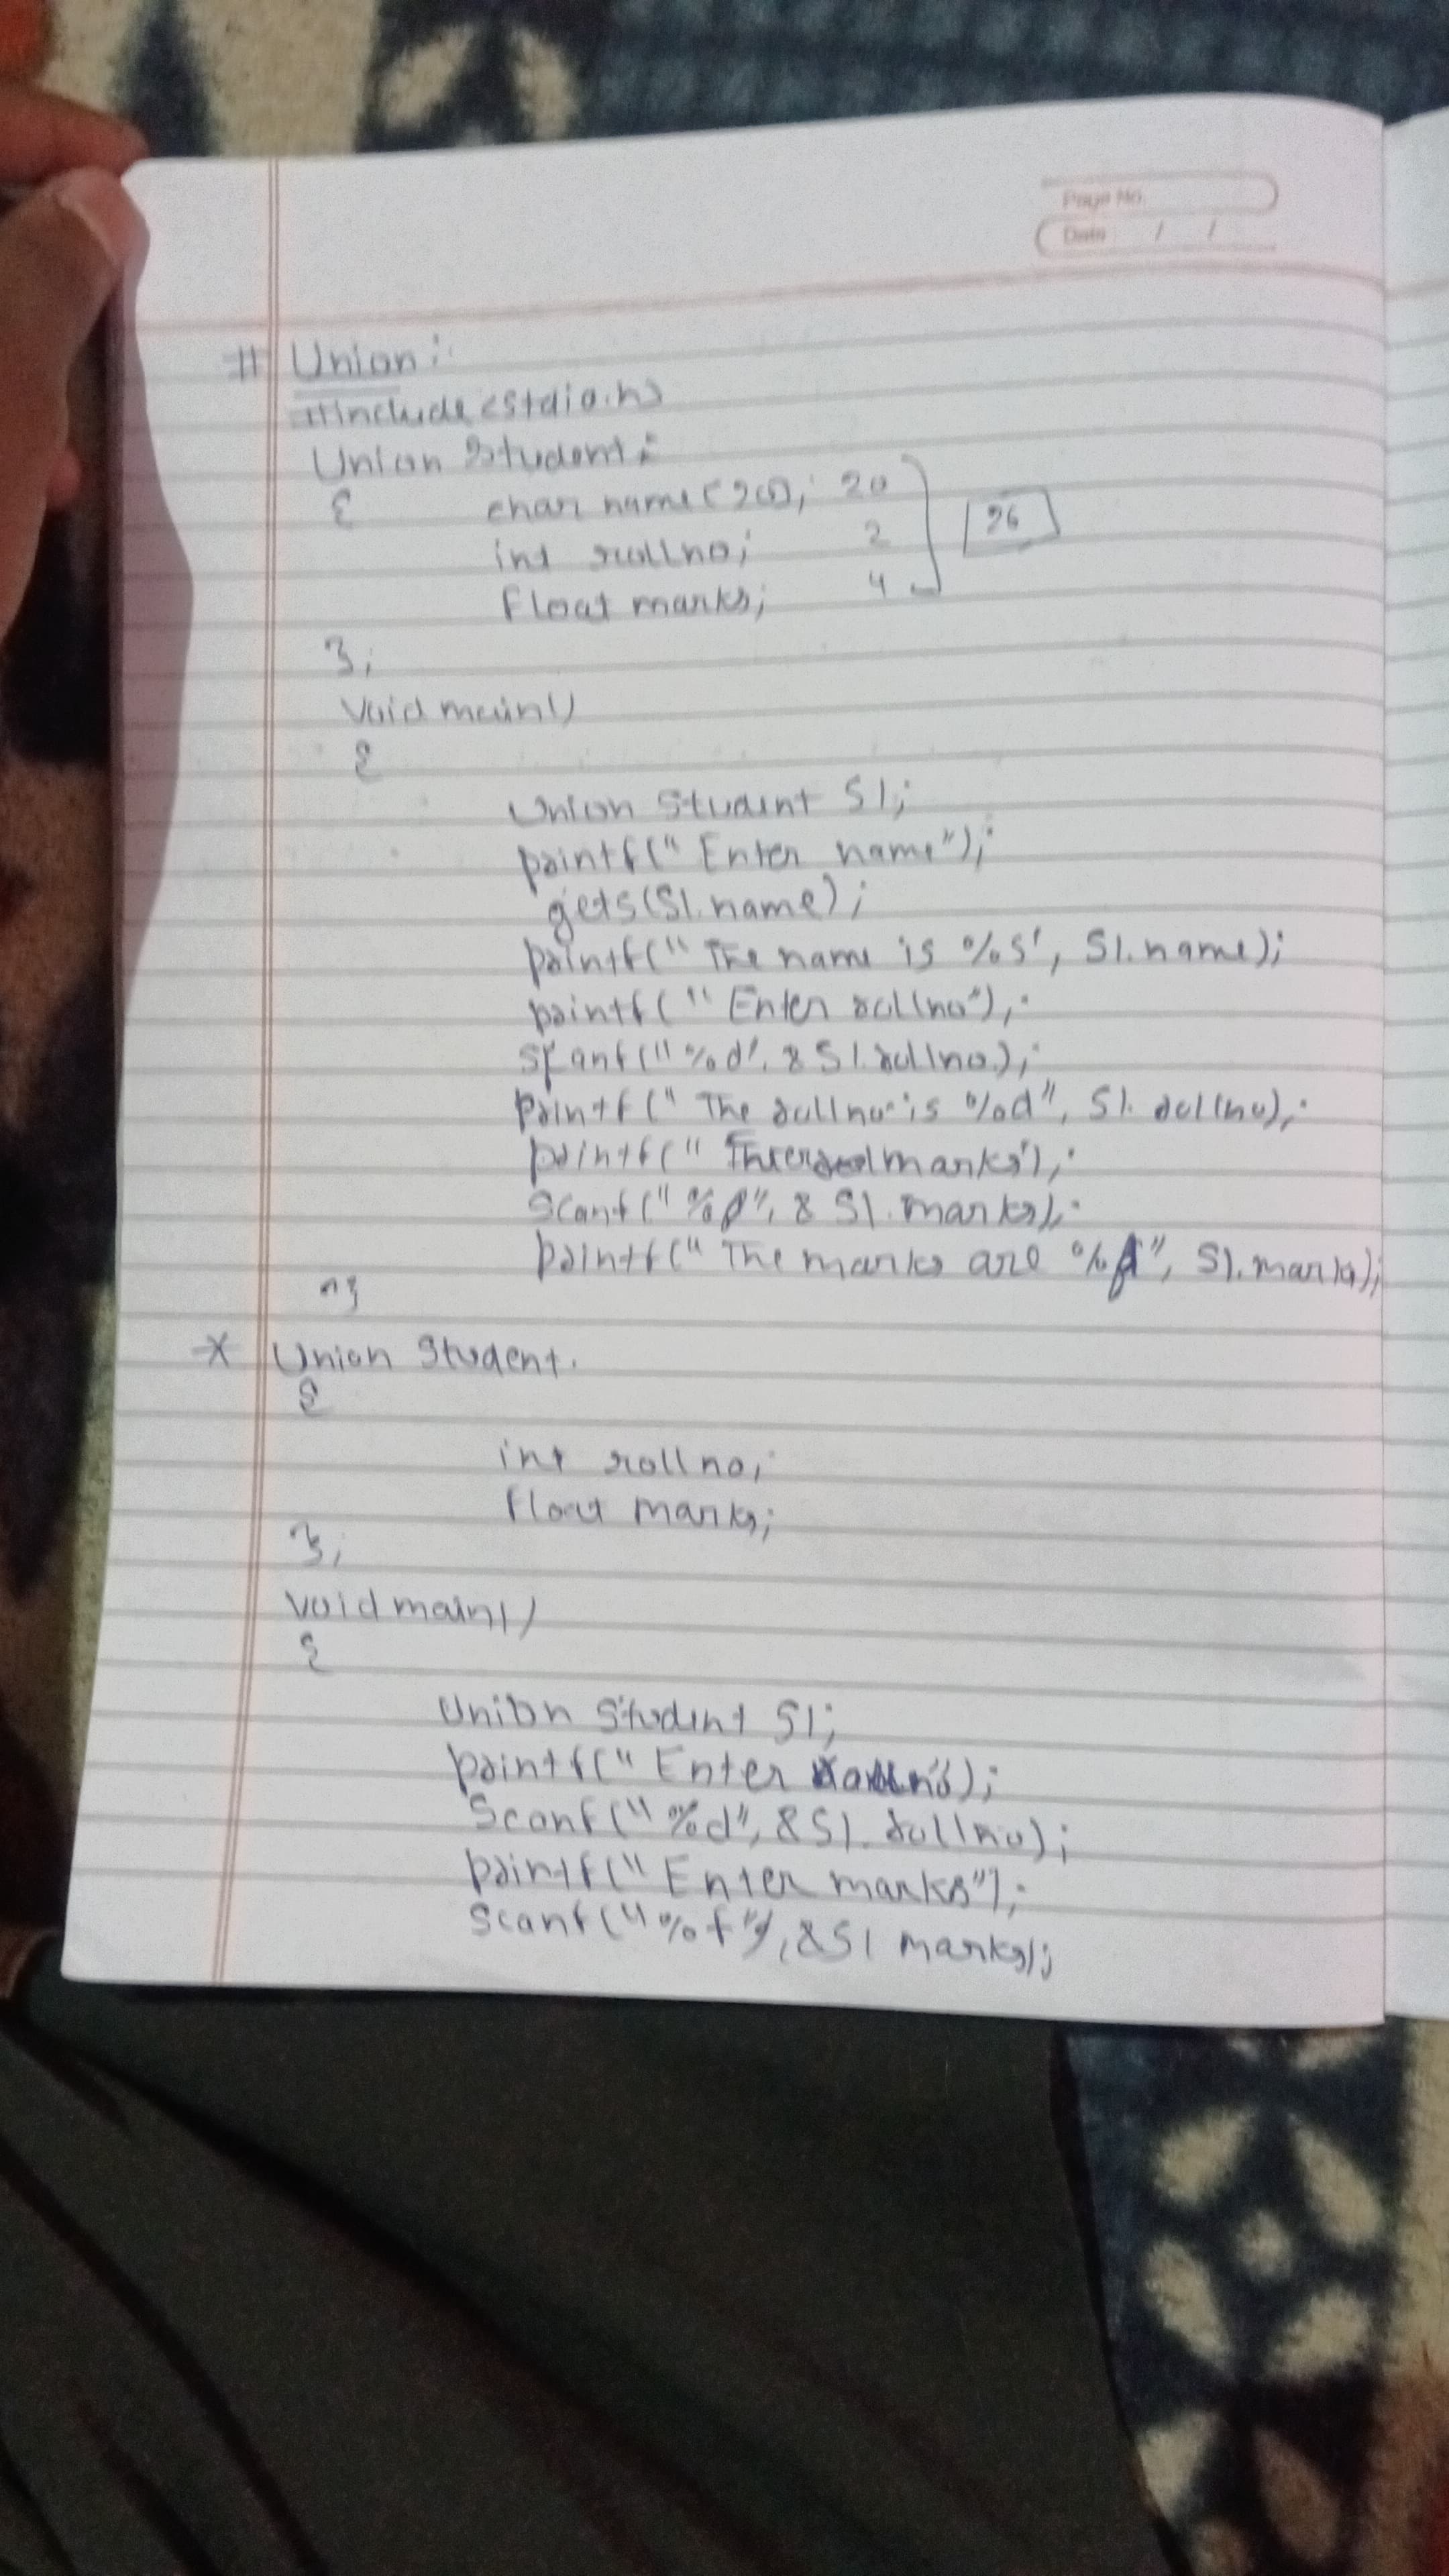 Page No.
Date / /
# Union :
#include <stdio.h>
Union Student :
{ char name (20); 20
int rollno; 2 26
float marks; 4
};
Void main()
{
Union Student S1;
printf(" Enter name");
gets(S1.name);
printf(" The name is %s', S1.name);
printf(" Enter rollno");
scanf("%d', & S1.rollno.);
printf(" The rollno is %d", S1. rollno);
printf(" marks");
Scanf("%f", & S1. marks);
printf(" The marks are %f", S1. marks);
}
* Union Student.
{
int rollno;
float marks;
};
Void main()
{
Union Student S1;
printf(" Enter );
Scanf("%d", &S1. rollno);
printf(" Enter marks");
Scanf("%f"), &S1 marks);